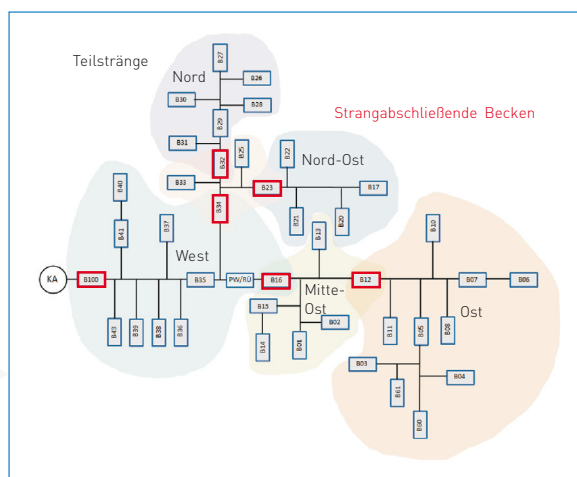 Teilstränge
Nord
B27
B26
B30
B28
B29
B31
B32
Strangabschließende Becken
B25
B33
B34
B22
Nord-Ost
B23
B17
B21
B20
B40
B41
B37
West
KA
B100
B35
PW/RÜ
B16
B43
B39
B38
B36
B13
Mitte-
Ost
B15
B14
B02
B12
B10
Ost
B07
B06
B11
B05
B08
B03
B61
B04
B60